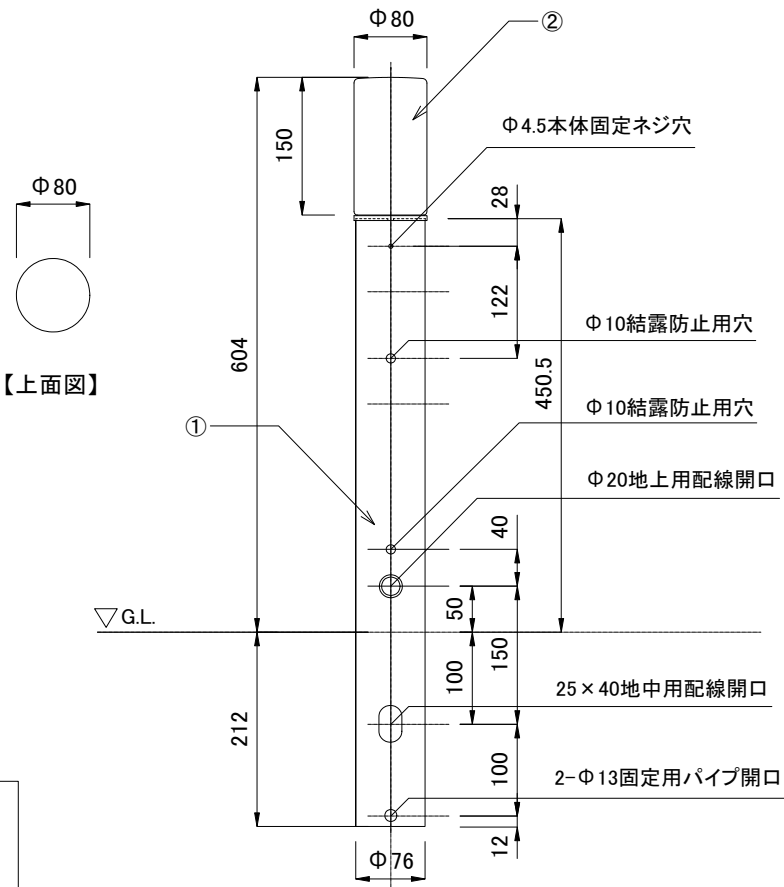 Φ80
②
Φ4.5本体固定ネジ穴
150
28
Φ80
122
604
Φ10結露防止用穴
450.5
【上面図】
Φ10結露防止用穴
①
Φ20地上用配線開口
40
50
▽G.L.
150
100
25×40地中用配線開口
212
100
2-Φ13固定用パイプ開口
12
Φ76